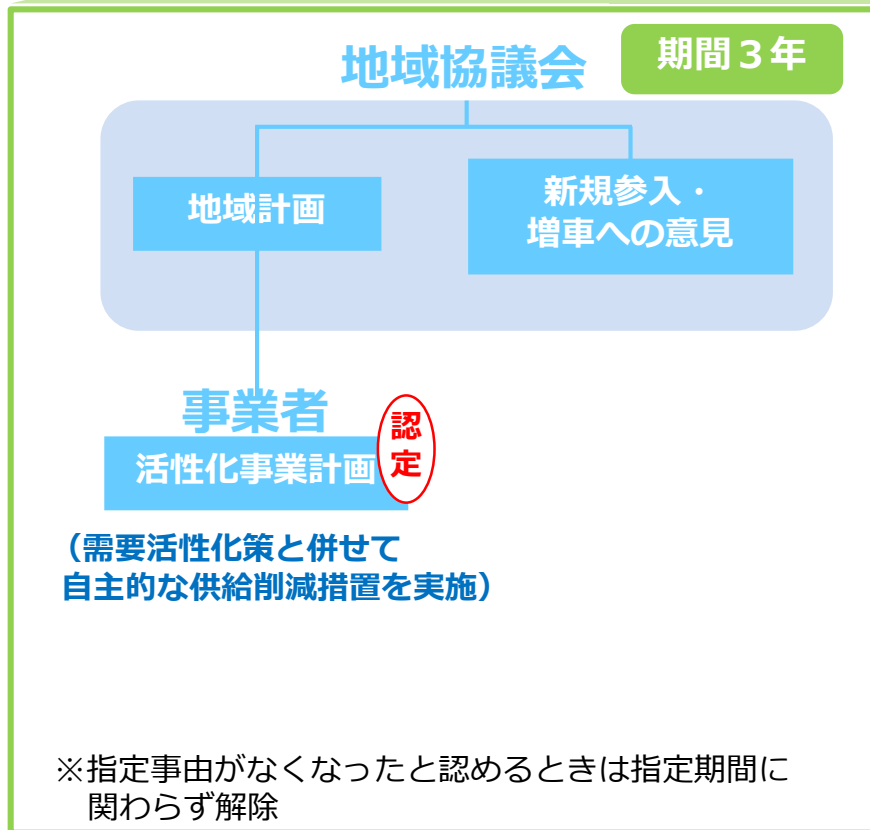 地域協議会
期間３年
地域計画
新規参入・
増車への意見
事業者
活性化事業計画
認
定
（需要活性化策と併せて
自主的な供給削減措置を実施）
※指定事由がなくなったと認めるときは指定期間に
関わらず解除